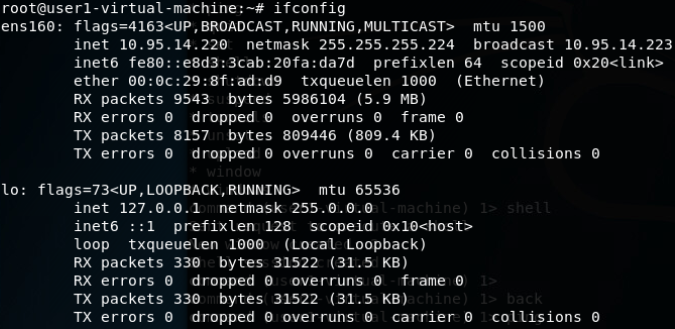 root@user1-virtual-machine:~# ifconfig
ens160: flags=4163<UP,BROADCAST,RUNNING,MULTICAST>  mtu 1500
        inet 10.95.14.220  netmask 255.255.255.224  broadcast 10.95.14.223
        inet6 fe80::e8d3:3cab:20fa:da7d  prefixlen 64  scopeid 0x20<link>
        ether 00:0c:29:8f:ad:d9  txqueuelen 1000  (Ethernet)
        RX packets 9543  bytes 5986104 (5.9 MB)
        RX errors 0  dropped 0  overruns 0  frame 0
        TX packets 8157  bytes 809446 (809.4 KB)
        TX errors 0  dropped 0 overruns 0  carrier 0  collisions 0
* window
lo: flags=73<UP,LOOPBACK,RUNNING>  mtu 65536
        inet 127.0.0.1  netmask 255.0.0.0
1> shell
        inet6 ::1  prefixlen 128  scopeid 0x10<host>
        loop  txqueuelen 1000  (Local Loopback)
        RX packets 330  bytes 31522 (31.5 KB)
        RX errors 0  dropped 0  overruns 0  frame 0
        TX packets 330  bytes 31522 (31.5 KB)
1> back
        TX errors 0  dropped 0 overruns 0  carrier 0  collisions 0